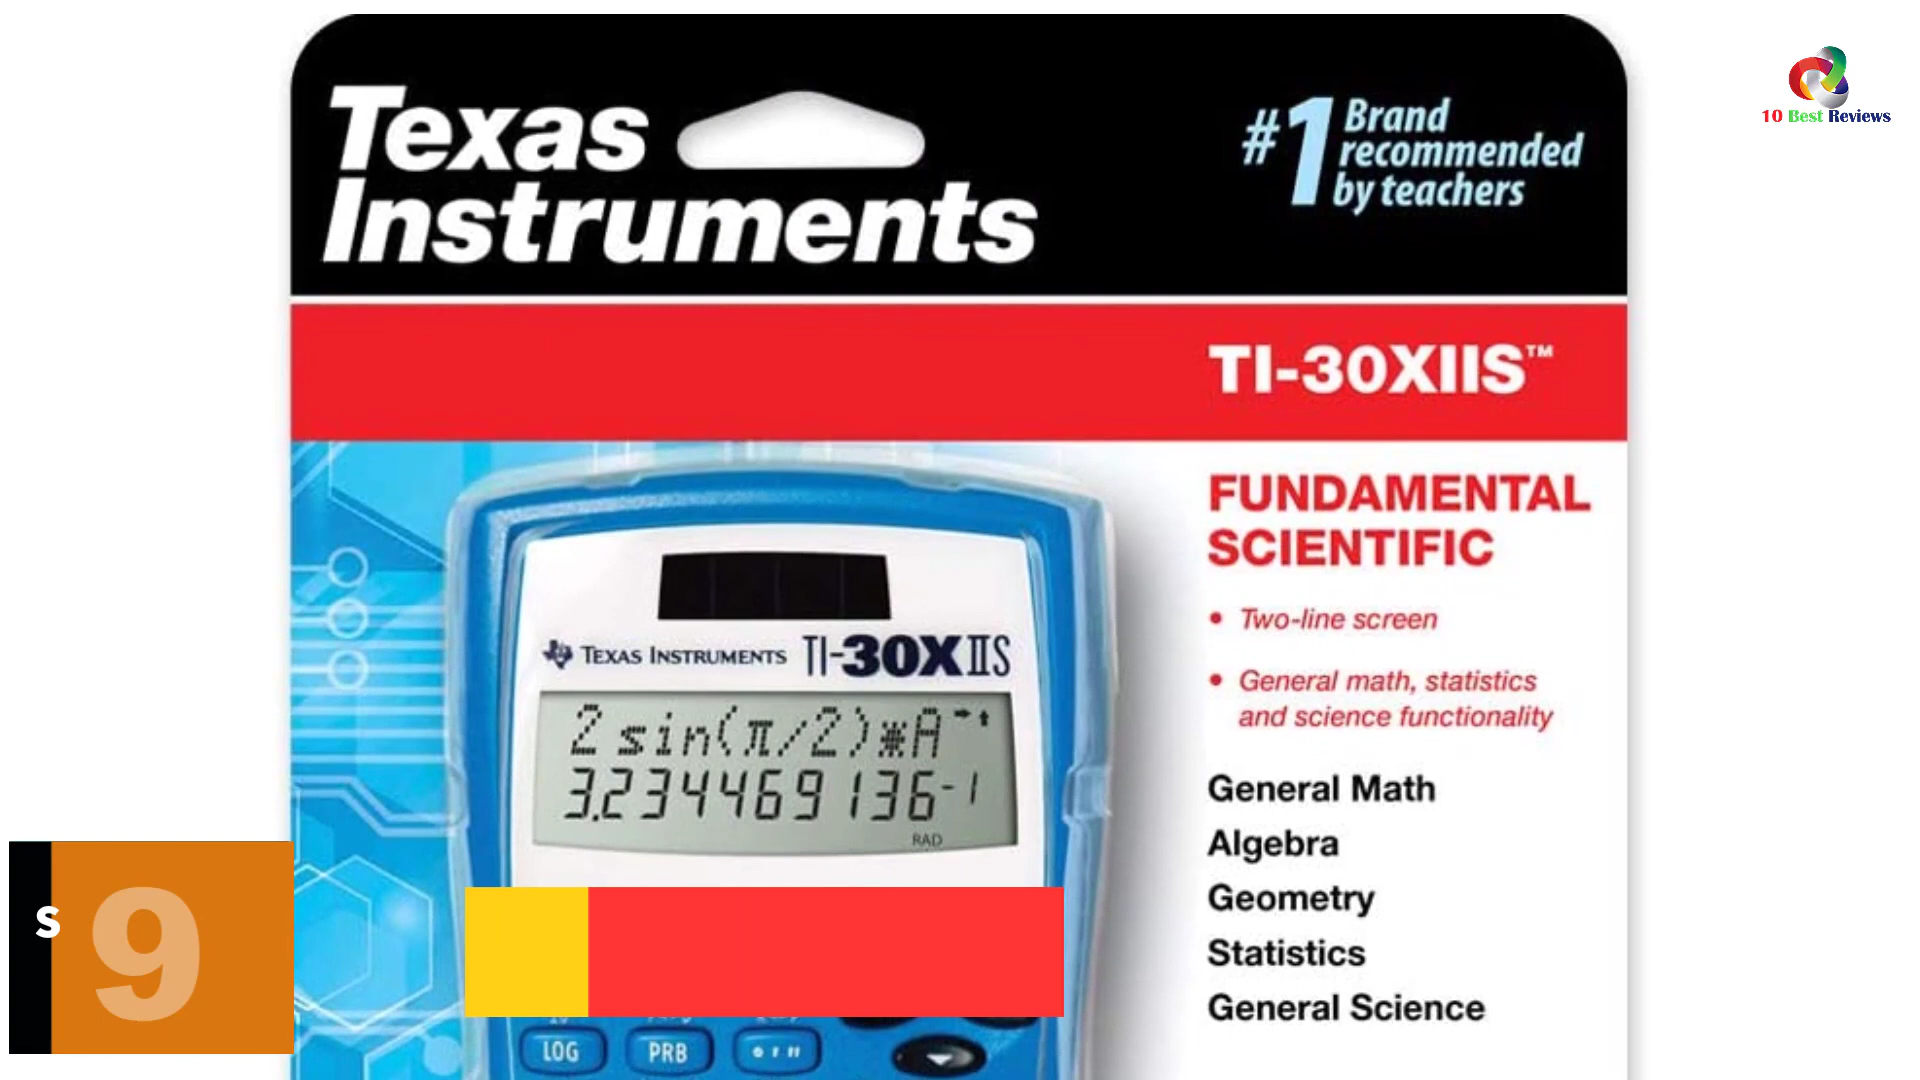 Texas
Instruments
#1 Brand
recommended
by teachers
10 Best Reviews
TI-30XIIS™
FUNDAMENTAL
SCIENTIFIC
• Two-line screen
• General math, statistics
and science functionality
General Math
Algebra
Geometry
Statistics
General Science
TEXAS INSTRUMENTS TI-30XIIS
2 sin(π/2)*A
3.234469136-1
RAD
S 9
LOG PRB